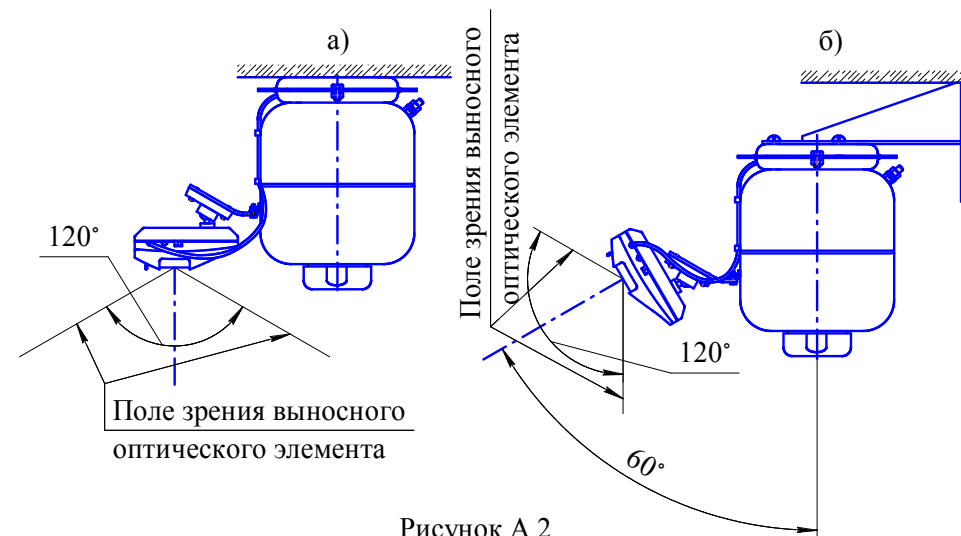 а)
120°
Поле зрения выносного
оптического элемента
б)
Поле зрения выносного
оптического элемента
120°
60°
Рисунок А.2